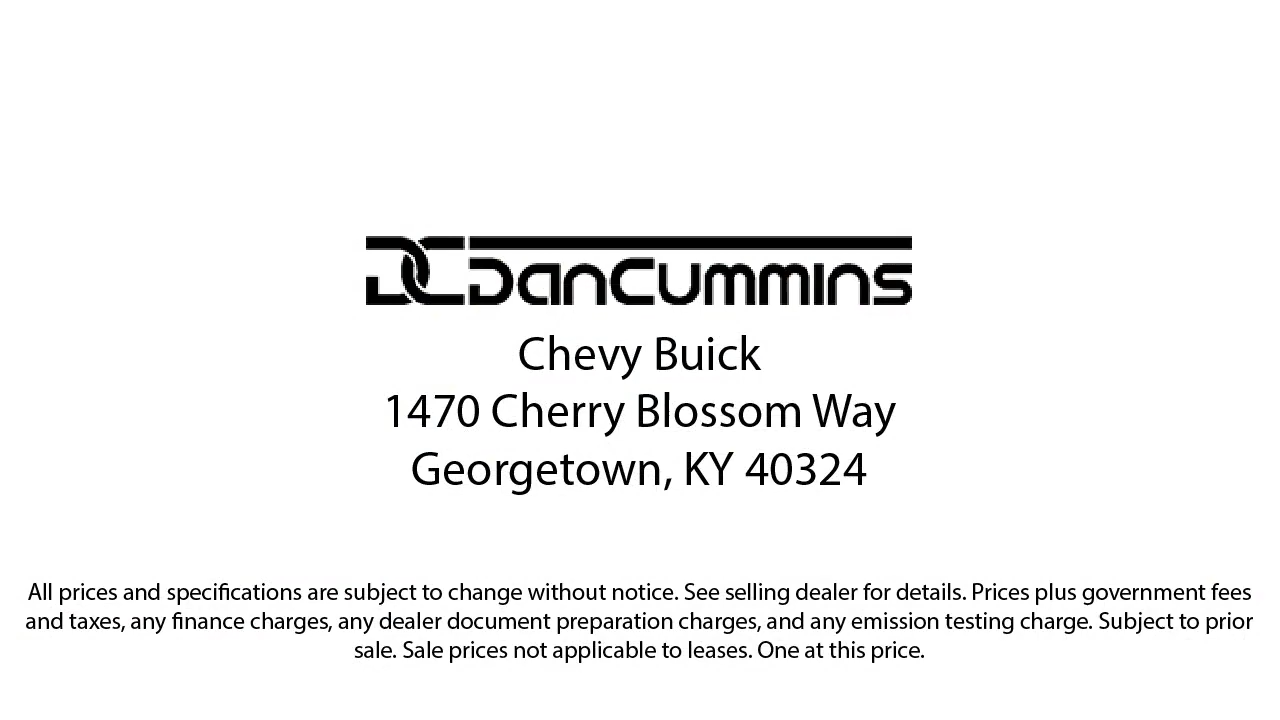 DC DanCummins
Chevy Buick
1470 Cherry Blossom Way
Georgetown, KY 40324
All prices and specifications are subject to change without notice. See selling dealer for details. Prices plus government fees
and taxes, any finance charges, any dealer document preparation charges, and any emission testing charge. Subject to prior
sale. Sale prices not applicable to leases. One at this price.